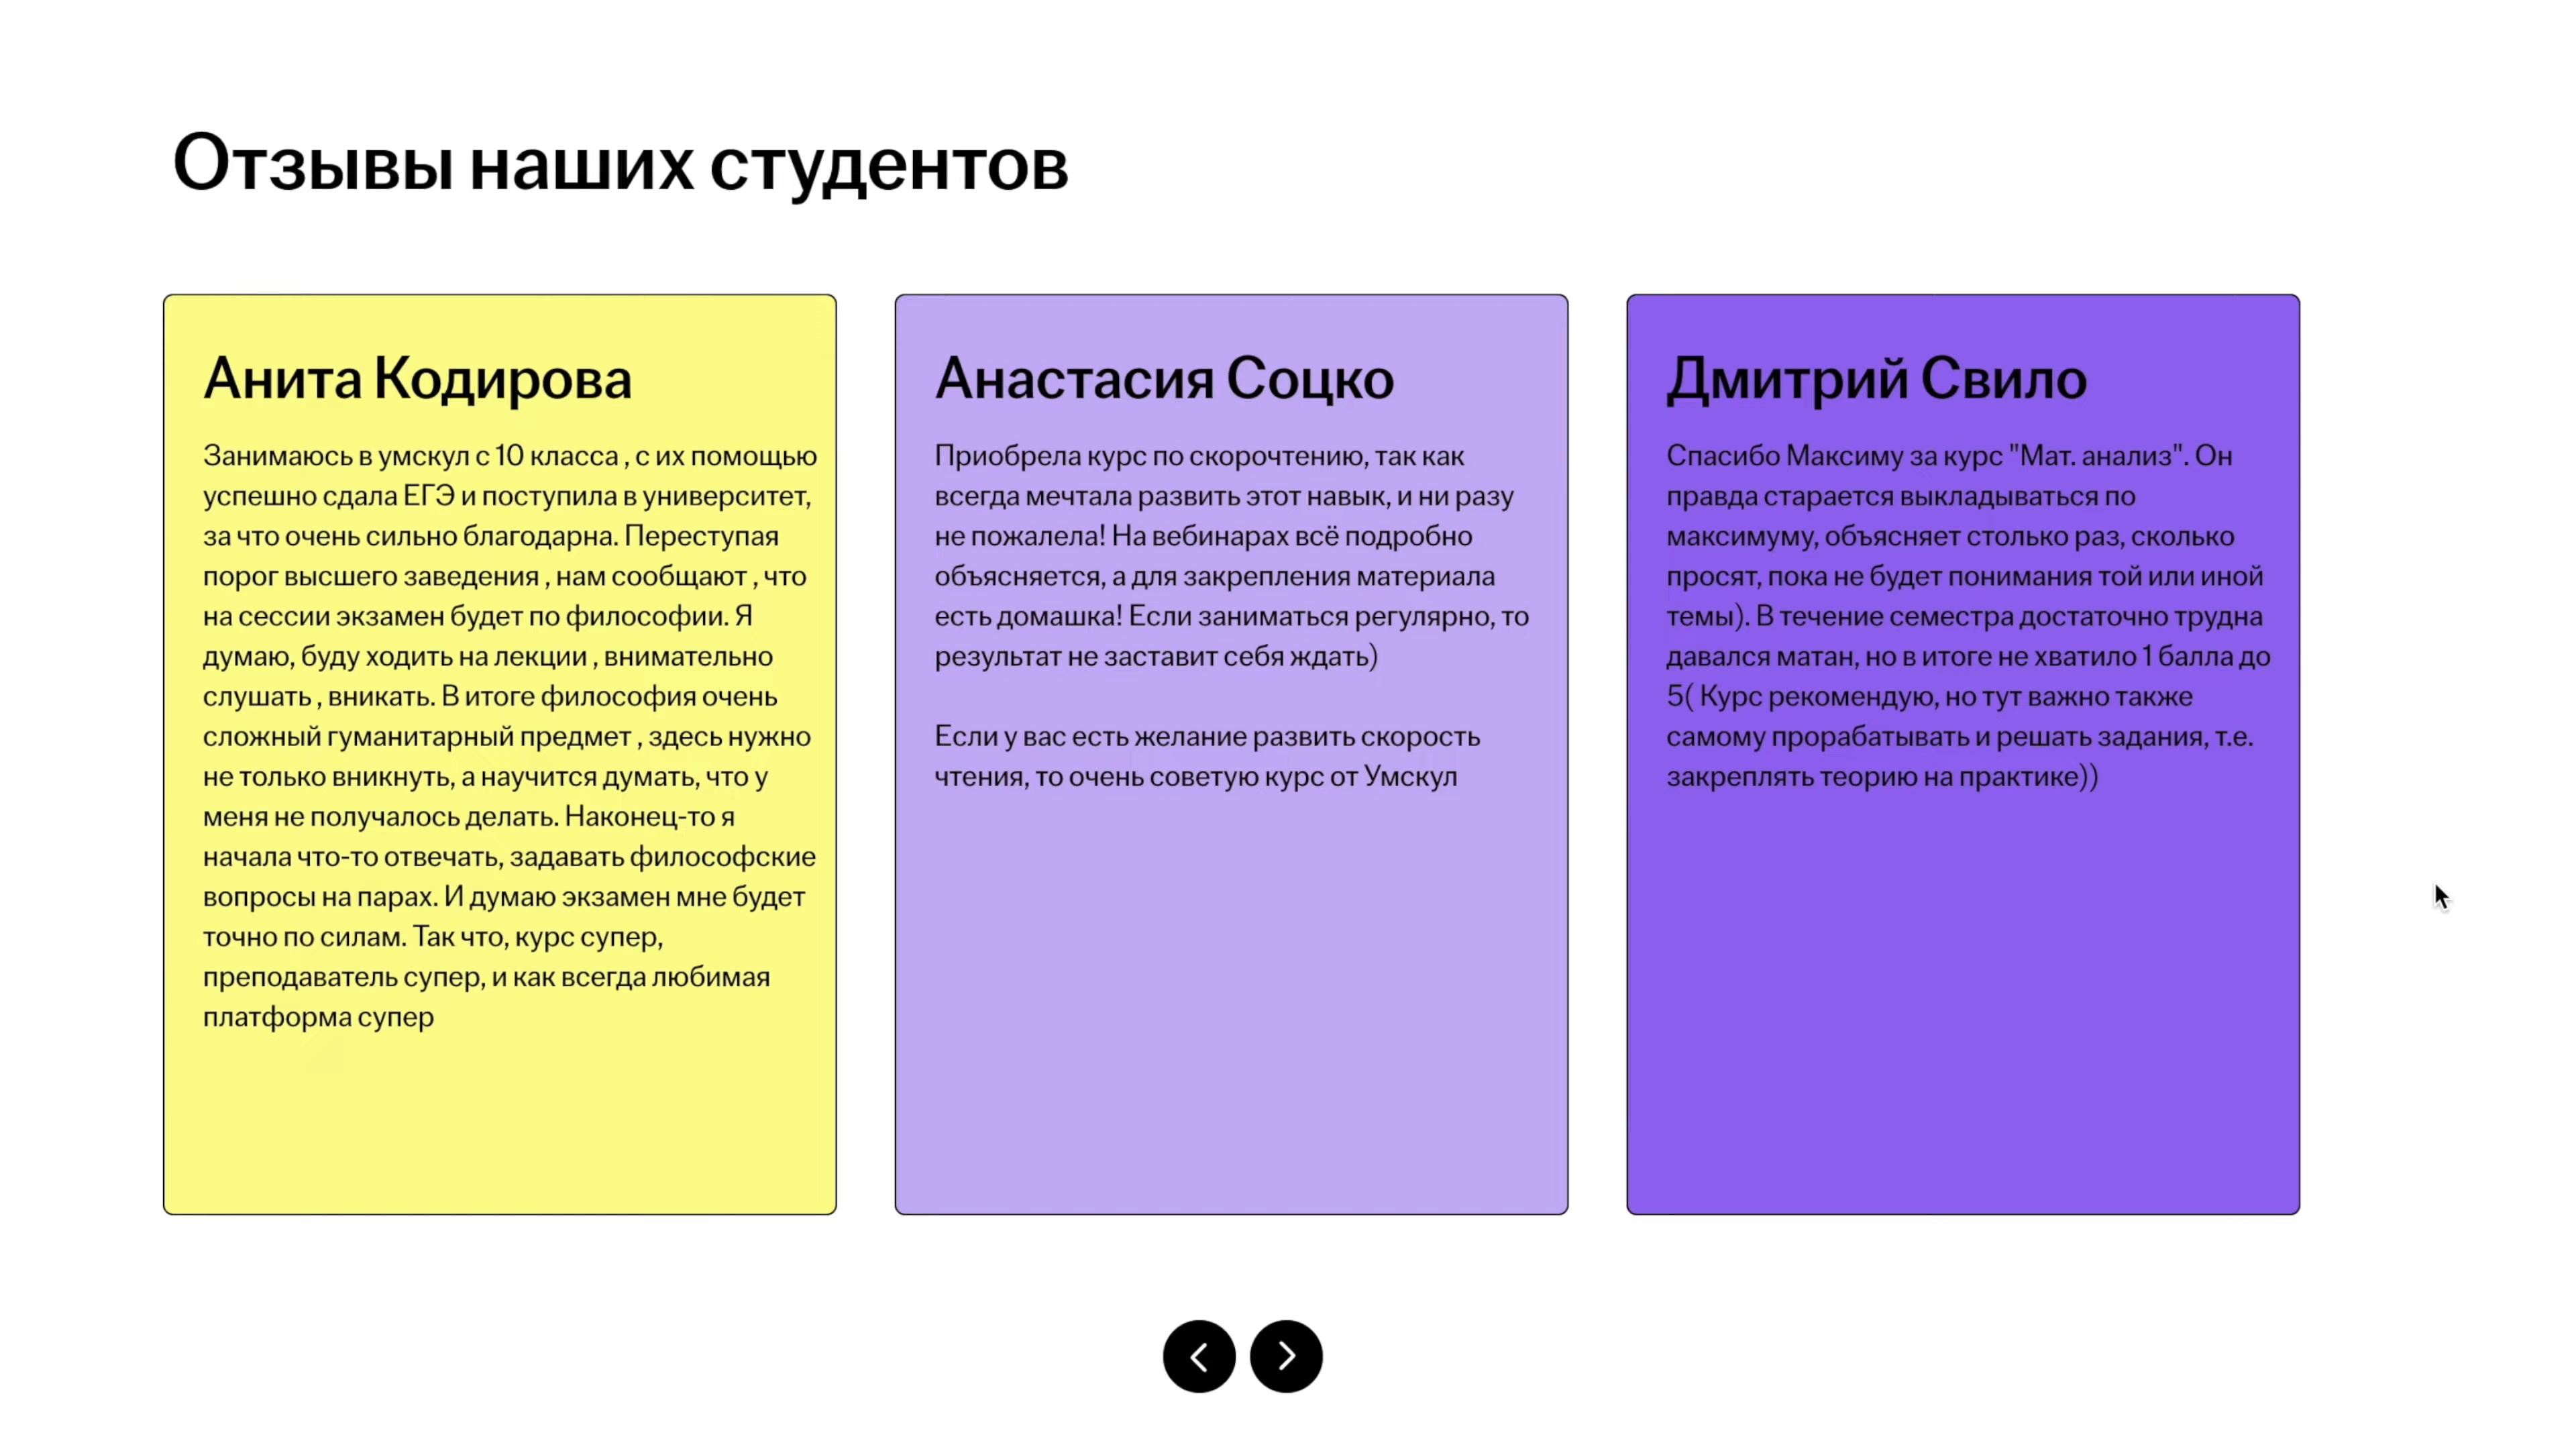 Отзывы наших студентов
Анита Кодирова
Занимаюсь в умскул с 10 класса , с их помощью
успешно сдала ЕГЭ и поступила в университет,
за что очень сильно благодарна. Переступая
порог высшего заведения , нам сообщают , что
на сессии экзамен будет по философии. Я
думаю, буду ходить на лекции , внимательно
слушать , вникать. В итоге философия очень
сложный гуманитарный предмет , здесь нужно
не только вникнуть, а научится думать, что у
меня не получалось делать. Наконец-то я
начала что-то отвечать, задавать философские
вопросы на парах. И думаю экзамен мне будет
точно по силам. Так что, курс супер,
преподаватель супер, и как всегда любимая
платформа супер
Анастасия Соцко
Приобрела курс по скорочтению, так как
всегда мечтала развить этот навык, и ни разу
не пожалела! На вебинарах всё подробно
объясняется, а для закрепления материала
есть домашка! Если заниматься регулярно, то
результат не заставит себя ждать)
Если у вас есть желание развить скорость
чтения, то очень советую курс от Умскул
Дмитрий Свило
Спасибо Максиму за курс "Мат. анализ". Он
правда старается выкладываться по
максимуму, объясняет столько раз, сколько
просят, пока не будет понимания той или иной
темы). В течение семестра достаточно трудна
давался матан, но в итоге не хватило 1 балла до
5( Курс рекомендую, но тут важно также
самому прорабатывать и решать задания, т.е.
закреплять теорию на практике))